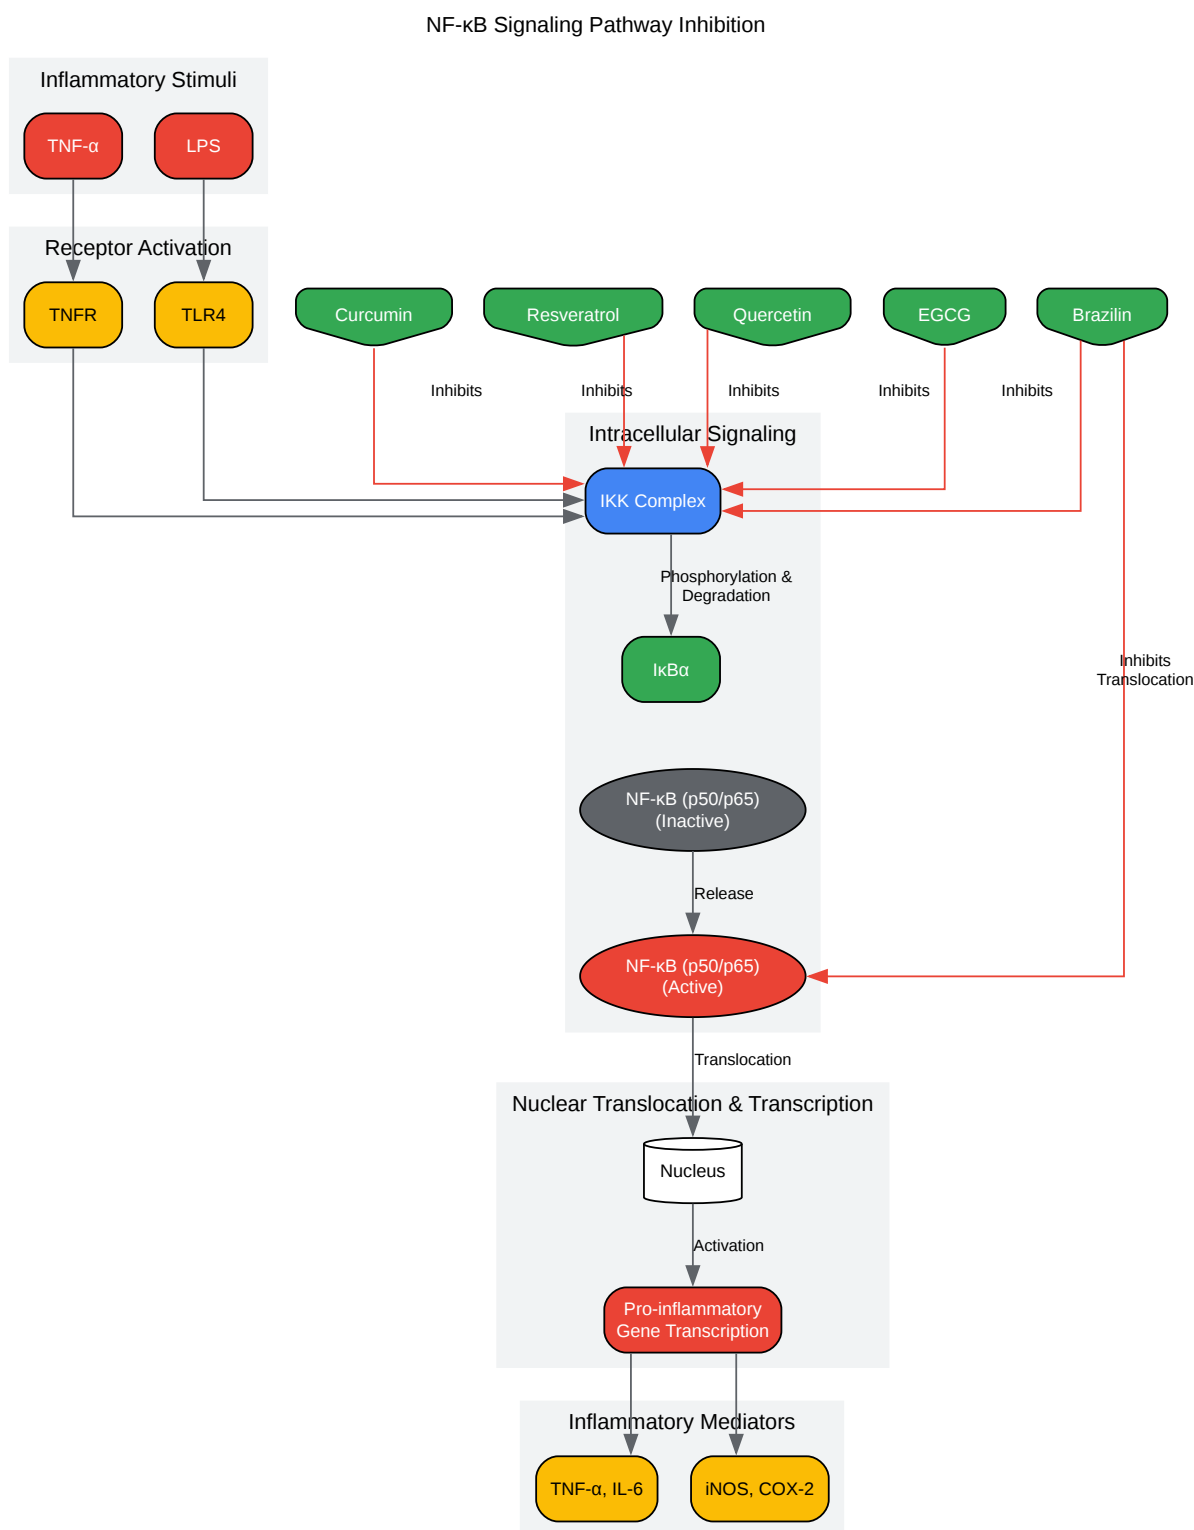 NF-κB Signaling Pathway Inhibition
Inflammatory Stimuli
TNF-α
LPS
Receptor Activation
TNFR
TLR4
Curcumin
Resveratrol
Quercetin
EGCG
Brazilin
Inhibits
Inhibits
Inhibits
Inhibits
Inhibits
Intracellular Signaling
IKK Complex
Phosphorylation &
Degradation
IκBα
Inhibits
Translocation
NF-κB (p50/p65)
(Inactive)
Release
NF-κB (p50/p65)
(Active)
Translocation
Nuclear Translocation & Transcription
Nucleus
Activation
Pro-inflammatory
Gene Transcription
Inflammatory Mediators
TNF-α, IL-6
iNOS, COX-2